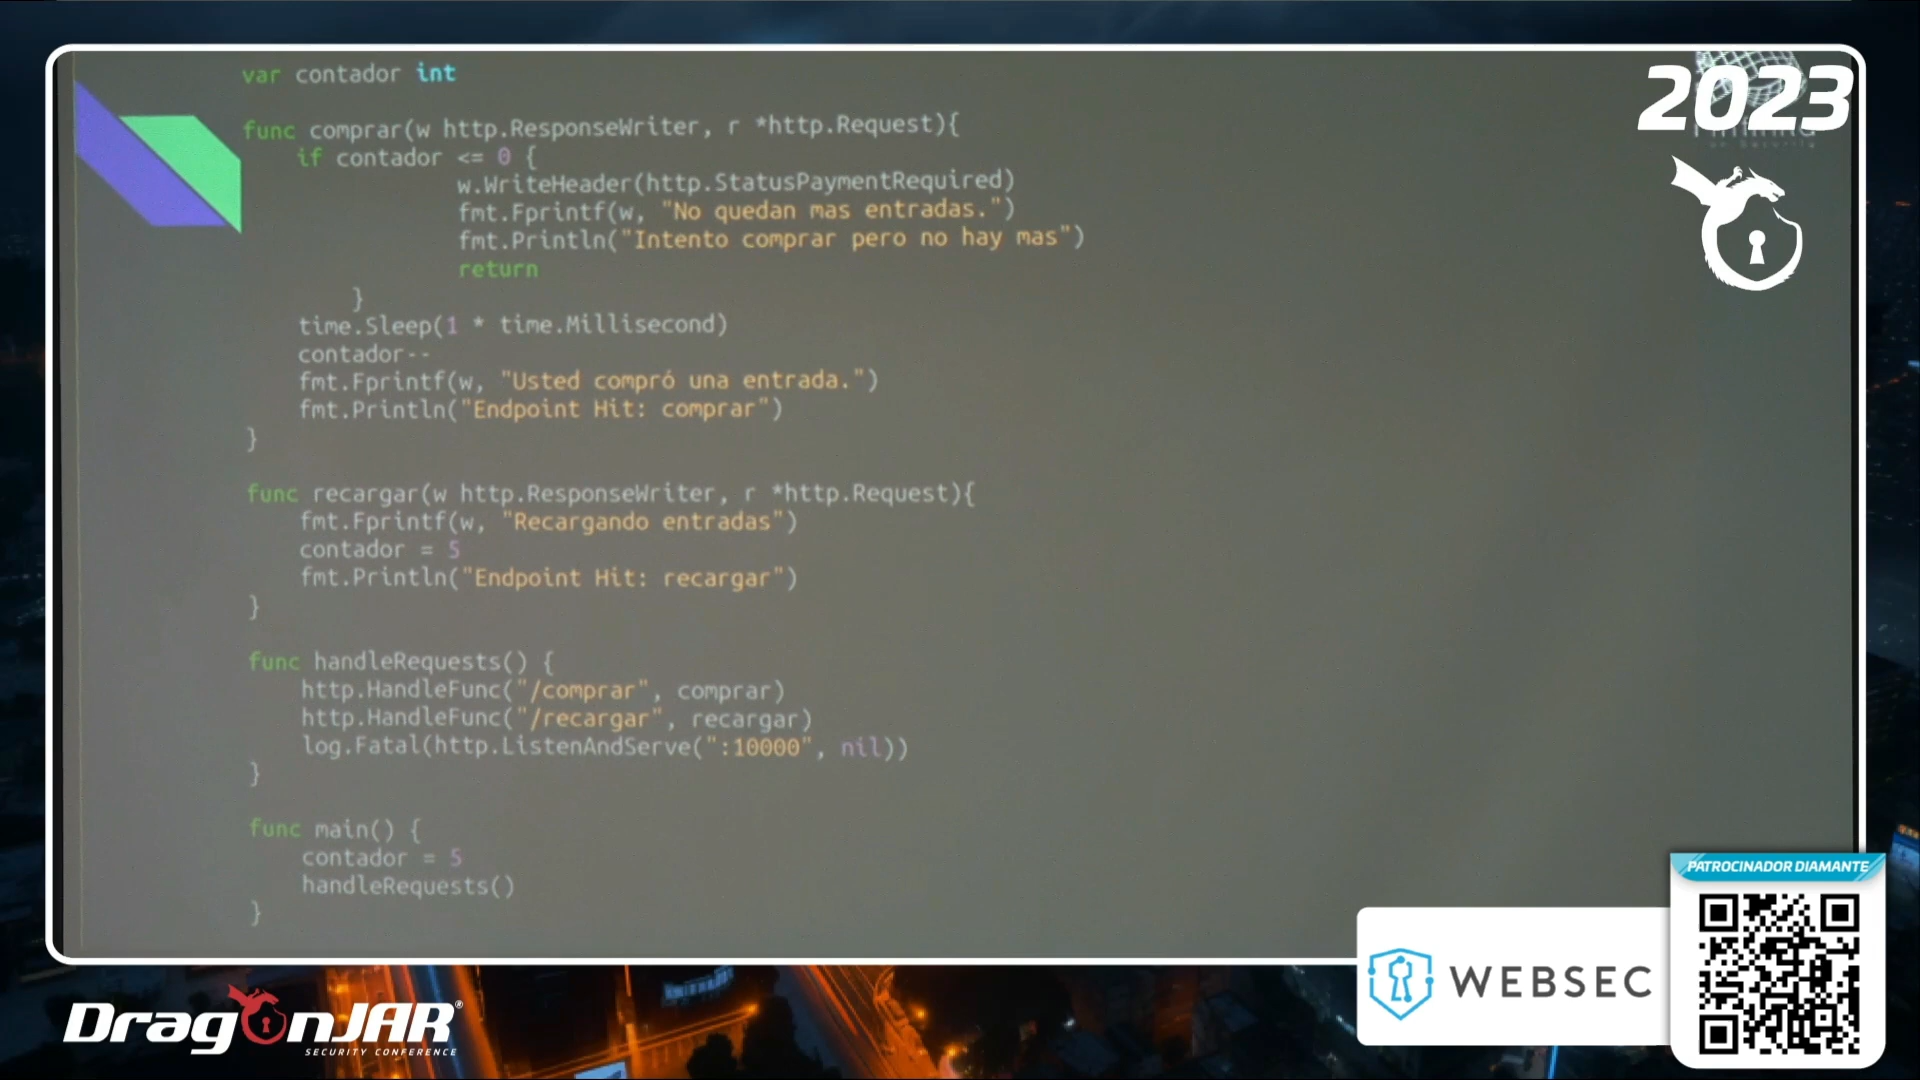 var contador int
func comprar(w http.ResponseWriter, r *http.Request){
if contador <= 0 {
w.WriteHeader(http.StatusPaymentRequired)
fmt.Fprintf(w, "No quedan mas entradas.")
fmt.Println("Intento comprar pero no hay mas")
return
}
time.Sleep(1 * time.Millisecond)
contador--
fmt.Fprintf(w, "Usted compró una entrada.")
fmt.Println("Endpoint Hit: comprar")
}
func recargar(w http.ResponseWriter, r *http.Request){
fmt.Fprintf(w, "Recargando entradas")
contador = 5
fmt.Println("Endpoint Hit: recargar")
}
func handleRequests() {
http.HandleFunc("/comprar", comprar)
http.HandleFunc("/recargar", recargar)
log.Fatal(http.ListenAndServe(":10000", nil))
}
func main() {
contador = 5
handleRequests()
}
2023
PATROCINADOR DIAMANTE
WEBSEC
DragonJAR®
SECURITY CONFERENCE